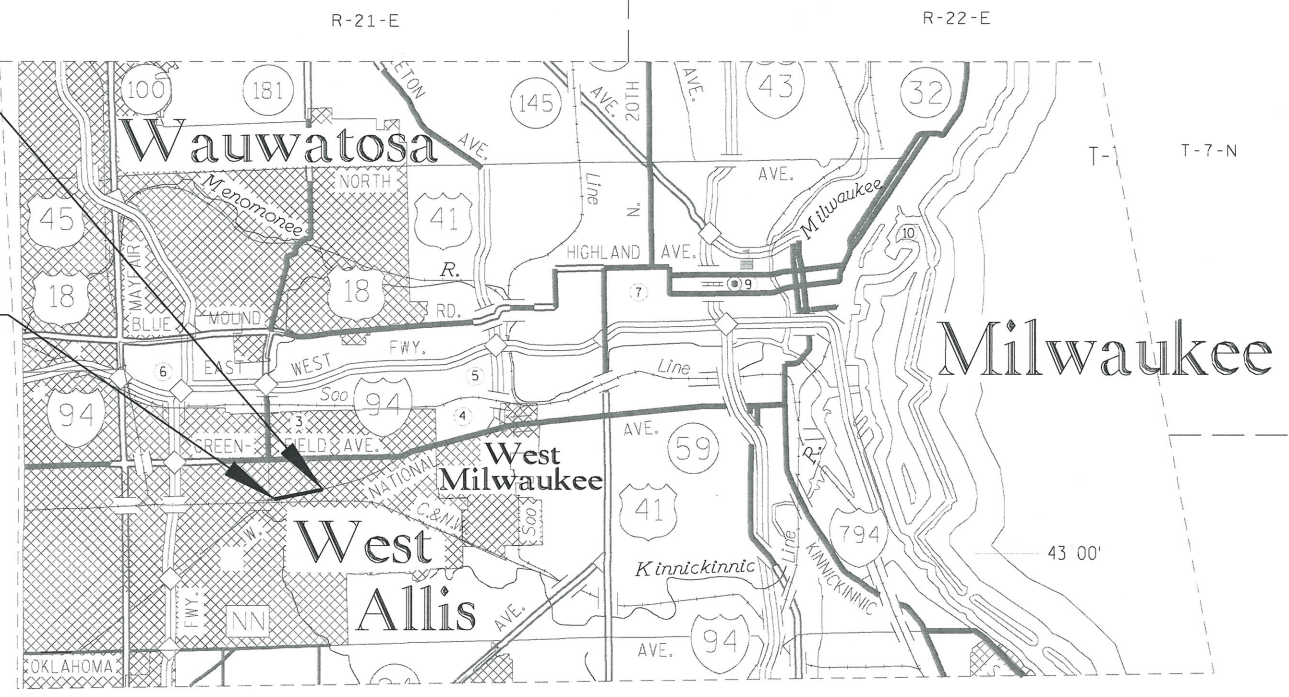 R-21-E
R-22-E
100
181
AVE.
145
AVE.
20TH
AVE.
43
32
Wauwatosa
T-
T-7-N
NORTH
AVE.
Menomonee
Line
Milwaukee
45
41
N.
HIGHLAND AVE.
10
MAYFAIR
R.
18
18
7
9
BLUE MOUND RD.
FWY.
Milwaukee
EAST WEST
6
Soo
5
Line
94
94
3
4
GREEN-FIELD AVE.
AVE.
59
West
Milwaukee
NATIONAL
R.
C.&N.W.
Soo
41
794
West
Line
43 00'
Kinnickinnic
KINNICKINNIC
Allis
FWY.
NN
AVE.
94
AVE.
OKLAHOMA